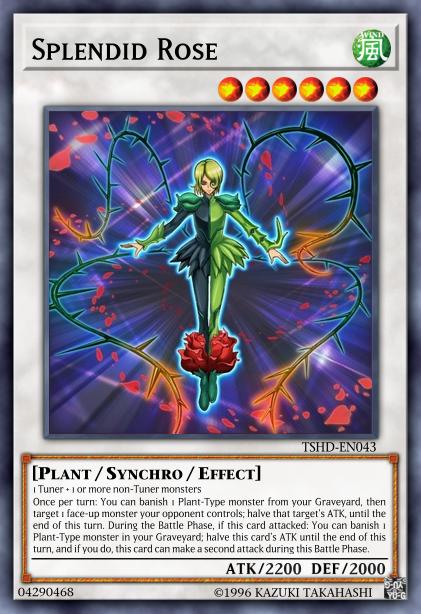 SPLENDID ROSE
WIND
風
TSHD-EN043
[PLANT / SYNCHRO / EFFECT]
1 Tuner + 1 or more non-Tuner monsters
Once per turn: You can banish 1 Plant-Type monster from your Graveyard, then
target 1 face-up monster your opponent controls; halve that target's ATK, until the
end of this turn. During the Battle Phase, if this card attacked: You can banish 1
Plant-Type monster in your Graveyard; halve this card's ATK until the end of this
turn, and if you do, this card can make a second attack during this Battle Phase.
ATK/2200 DEF/2000
04290468
©1996 KAZUKI TAKAHASHI